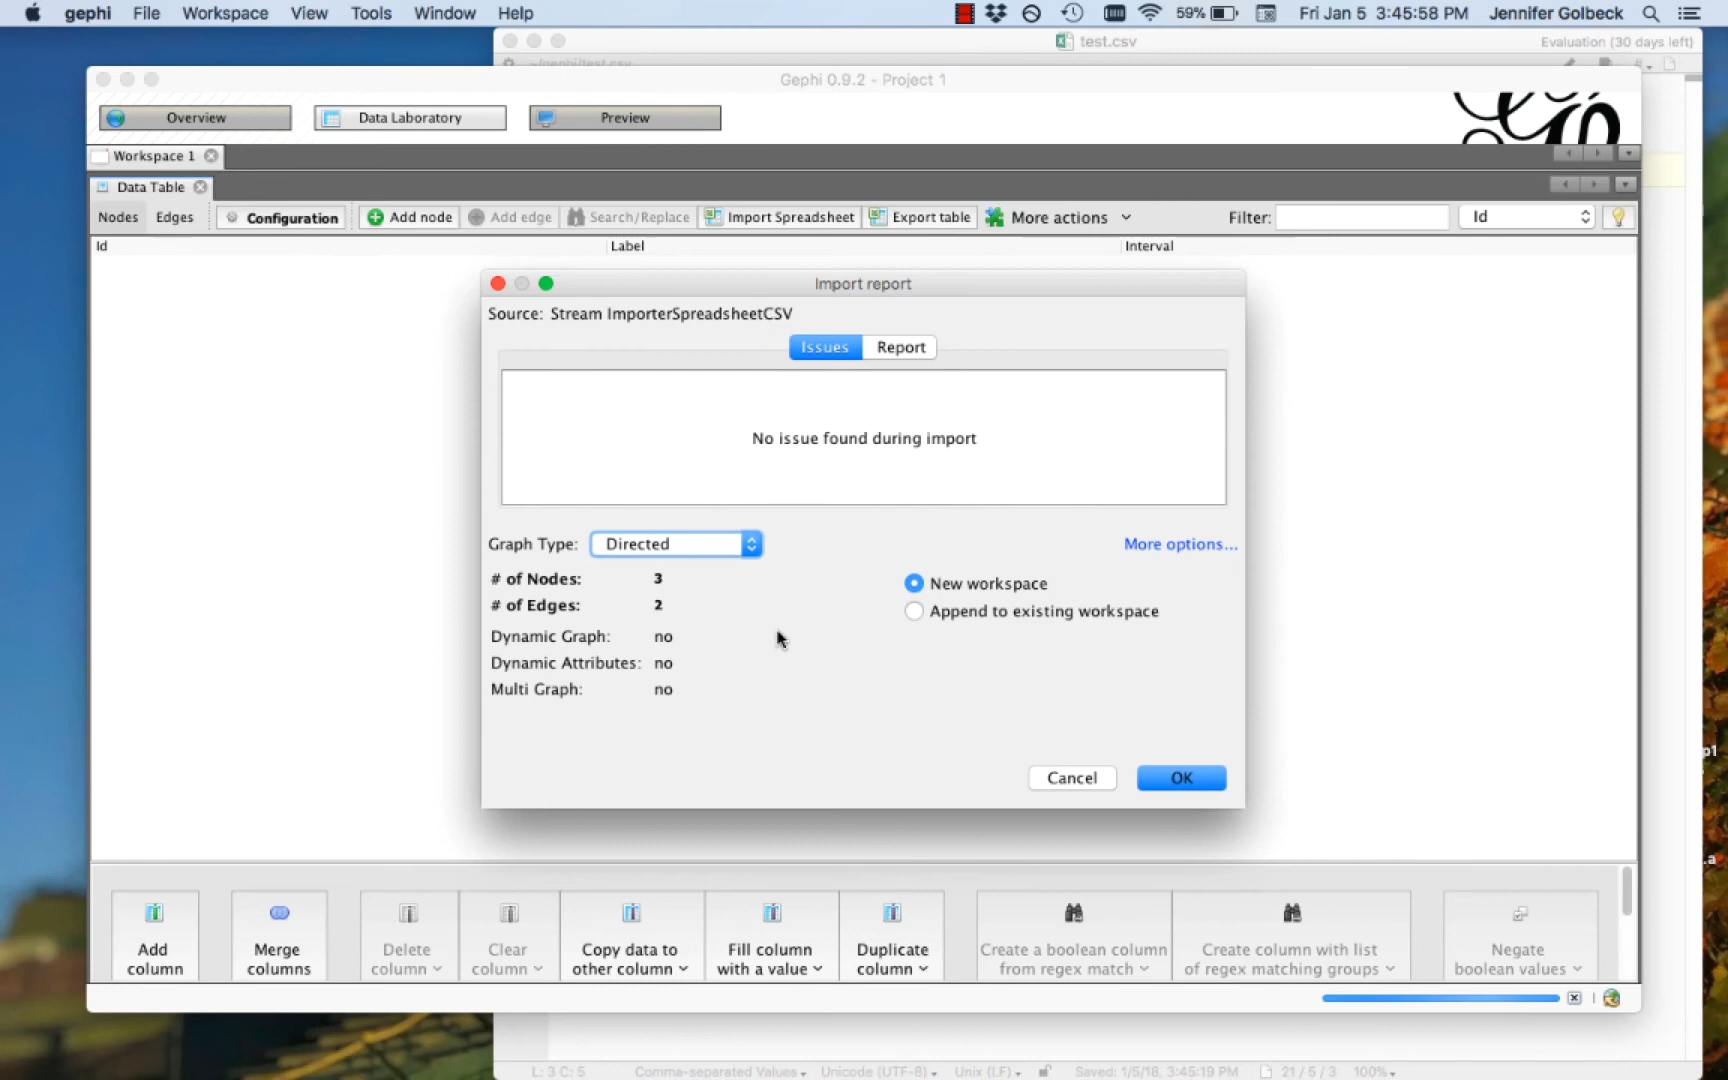 gephi File Workspace View Tools Window Help 59% Fri Jan 5 3:45:58 PM Jennifer Golbeck
test.csv Evaluation (30 days left)
~/gephi/test.csv
Gephi 0.9.2 - Project 1
Overview Data Laboratory Preview
Workspace 1
Data Table
Nodes Edges Configuration Add node Add edge Search/Replace Import Spreadsheet Export table More actions Filter: Id
Id Label Interval
Import report
Source: Stream ImporterSpreadsheetCSV
Issues Report
No issue found during import
Graph Type: Directed More options...
# of Nodes: 3 New workspace
# of Edges: 2 Append to existing workspace
Dynamic Graph: no
Dynamic Attributes: no
Multi Graph: no
p1
Cancel OK
.a
Add column Merge columns Delete column Clear column Copy data to other column Fill column with a value Duplicate column Create a boolean column from regex match Create column with list of regex matching groups Negate boolean values
L: 3 C: 5 Comma-separated Values Unicode (UTF-8) Unix (LF) Saved: 1/5/18, 3:45:19 PM 21 / 5 / 3 100%